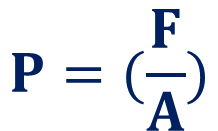 P = (F/A)